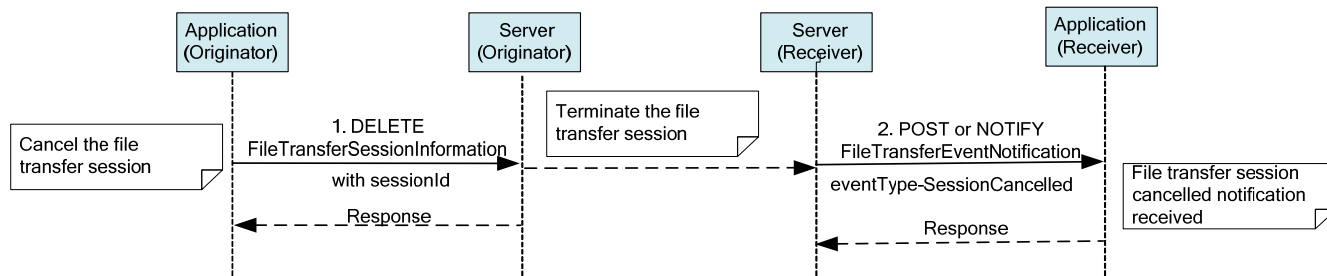 Application
(Originator)
Server
(Originator)
Server
(Receiver)
Application
(Receiver)
Cancel the file
transfer session
1. DELETE
FileTransferSessionInformation
with sessionId
Response
Terminate the file
transfer session
2. POST or NOTIFY
FileTransferEventNotification
eventType-SessionCancelled
Response
File transfer session
cancelled notification
received